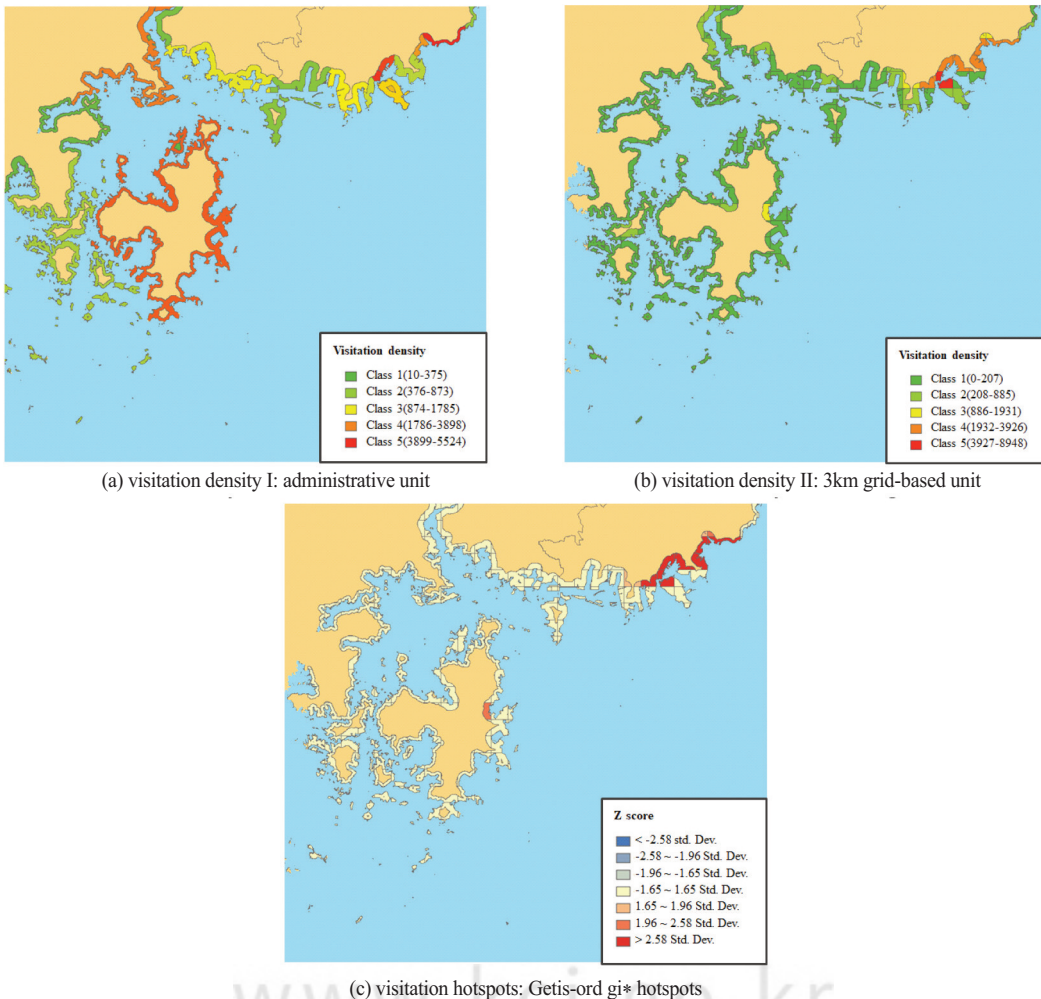 Visitation density
Class 1(10-375)
Class 2(376-873)
Class 3(874-1785)
Class 4(1786-3898)
Class 5(3899-5524)
(a) visitation density I: administrative unit
Visitation density
Class 1(0-207)
Class 2(208-885)
Class 3(886-1931)
Class 4(1932-3926)
Class 5(3927-8948)
(b) visitation density II: 3km grid-based unit
Z score
< -2.58 std. Dev.
-2.58 ~ -1.96 Std. Dev.
-1.96 ~ -1.65 Std. Dev.
-1.65 ~ 1.65 Std. Dev.
1.65 ~ 1.96 Std. Dev.
1.96 ~ 2.58 Std. Dev.
> 2.58 Std. Dev.
(c) visitation hotspots: Getis-ord gi* hotspots